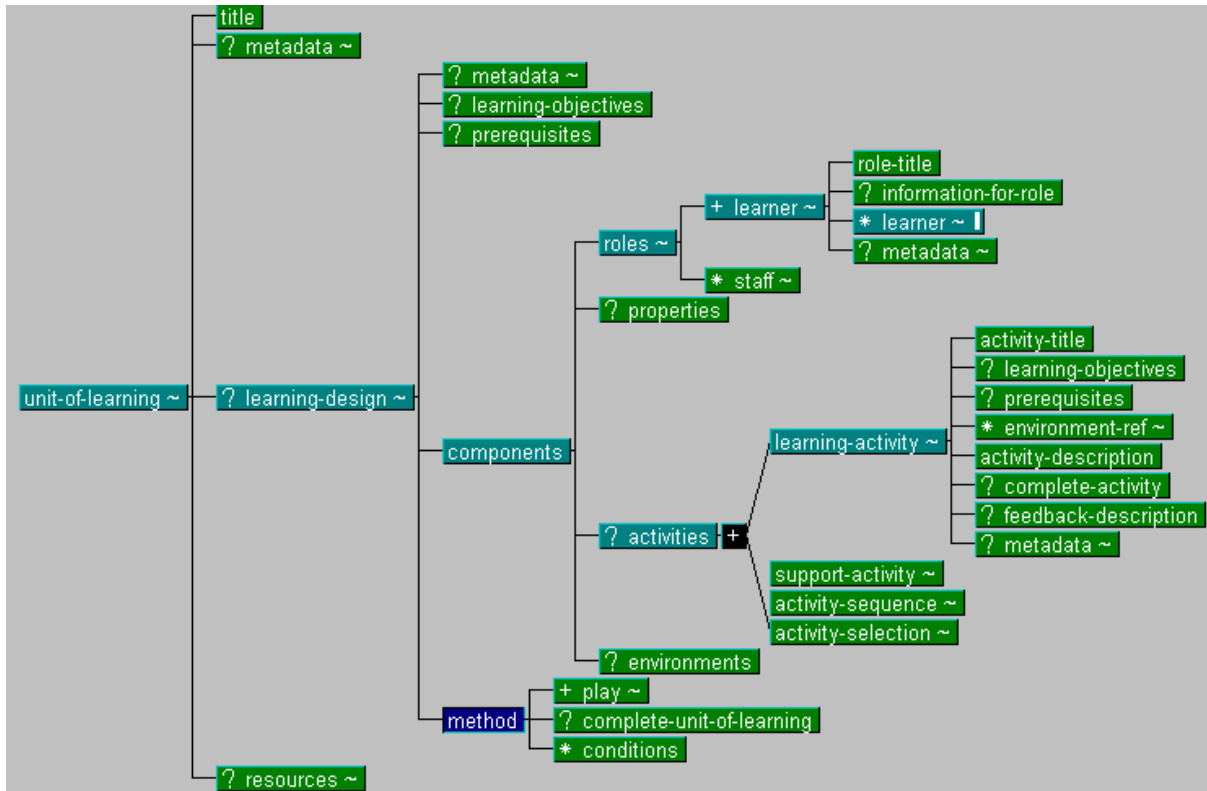 title
? metadata ~
? metadata ~
? learning-objectives
? prerequisites
role-title
+ learner ~
? information-for-role
* learner ~
roles ~
? metadata ~
* staff ~
? properties
activity-title
? learning-objectives
unit-of-learning ~
? learning-design ~
? prerequisites
* environment-ref ~
learning-activity ~
components
activity-description
? complete-activity
? feedback-description
? activities
+
? metadata ~
support-activity ~
activity-sequence ~
activity-selection ~
? environments
+ play ~
method
? complete-unit-of-learning
* conditions
? resources ~